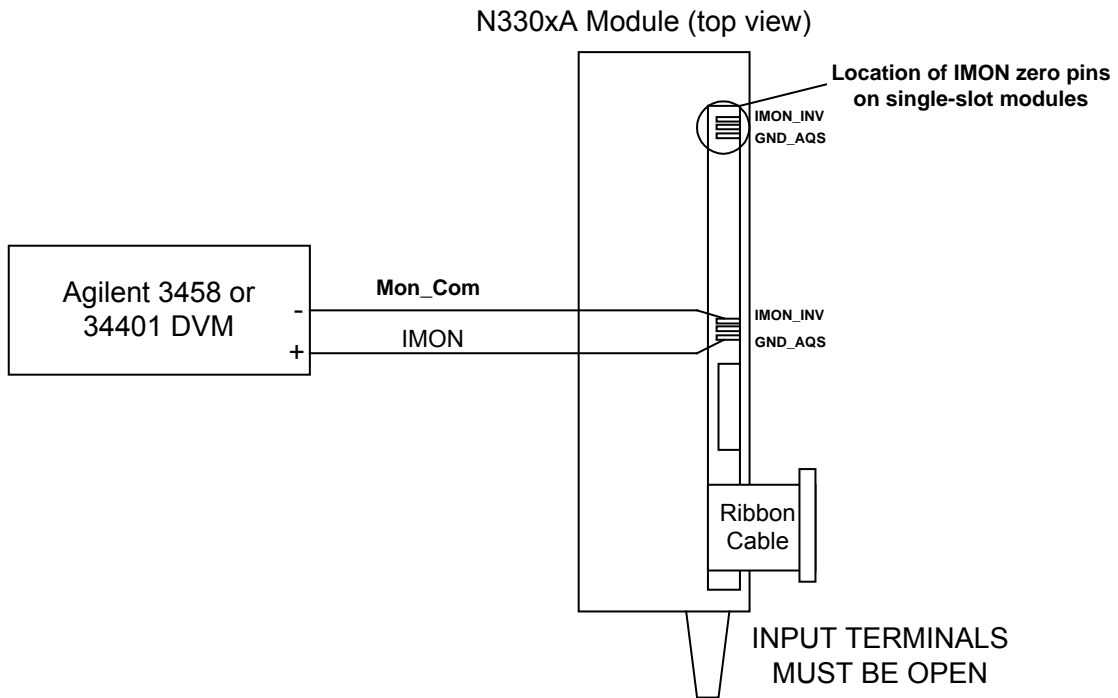 N330xA Module (top view)
Location of IMON zero pins
on single-slot modules
IMON_INV
GND_AQS
Agilent 3458 or
34401 DVM
-
+
Mon_Com
IMON
IMON_INV
GND_AQS
Ribbon
Cable
INPUT TERMINALS
MUST BE OPEN